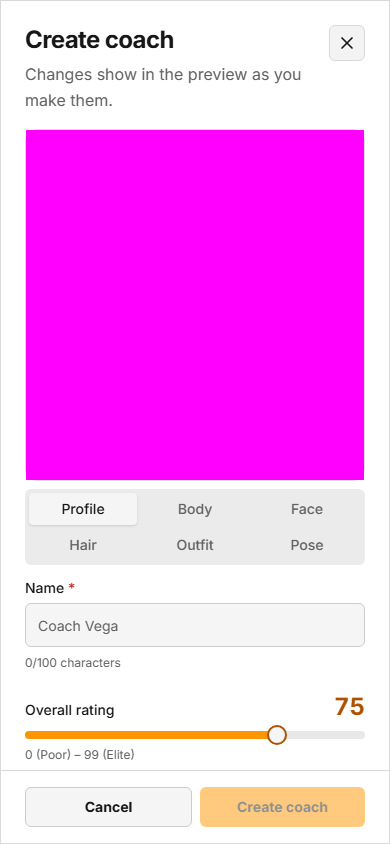 Create coach
Changes show in the preview as you
make them.
Profile
Body
Face
Hair
Outfit
Pose
Name *
Coach Vega
0/100 characters
Overall rating
75
0 (Poor) – 99 (Elite)
Cancel
Create coach